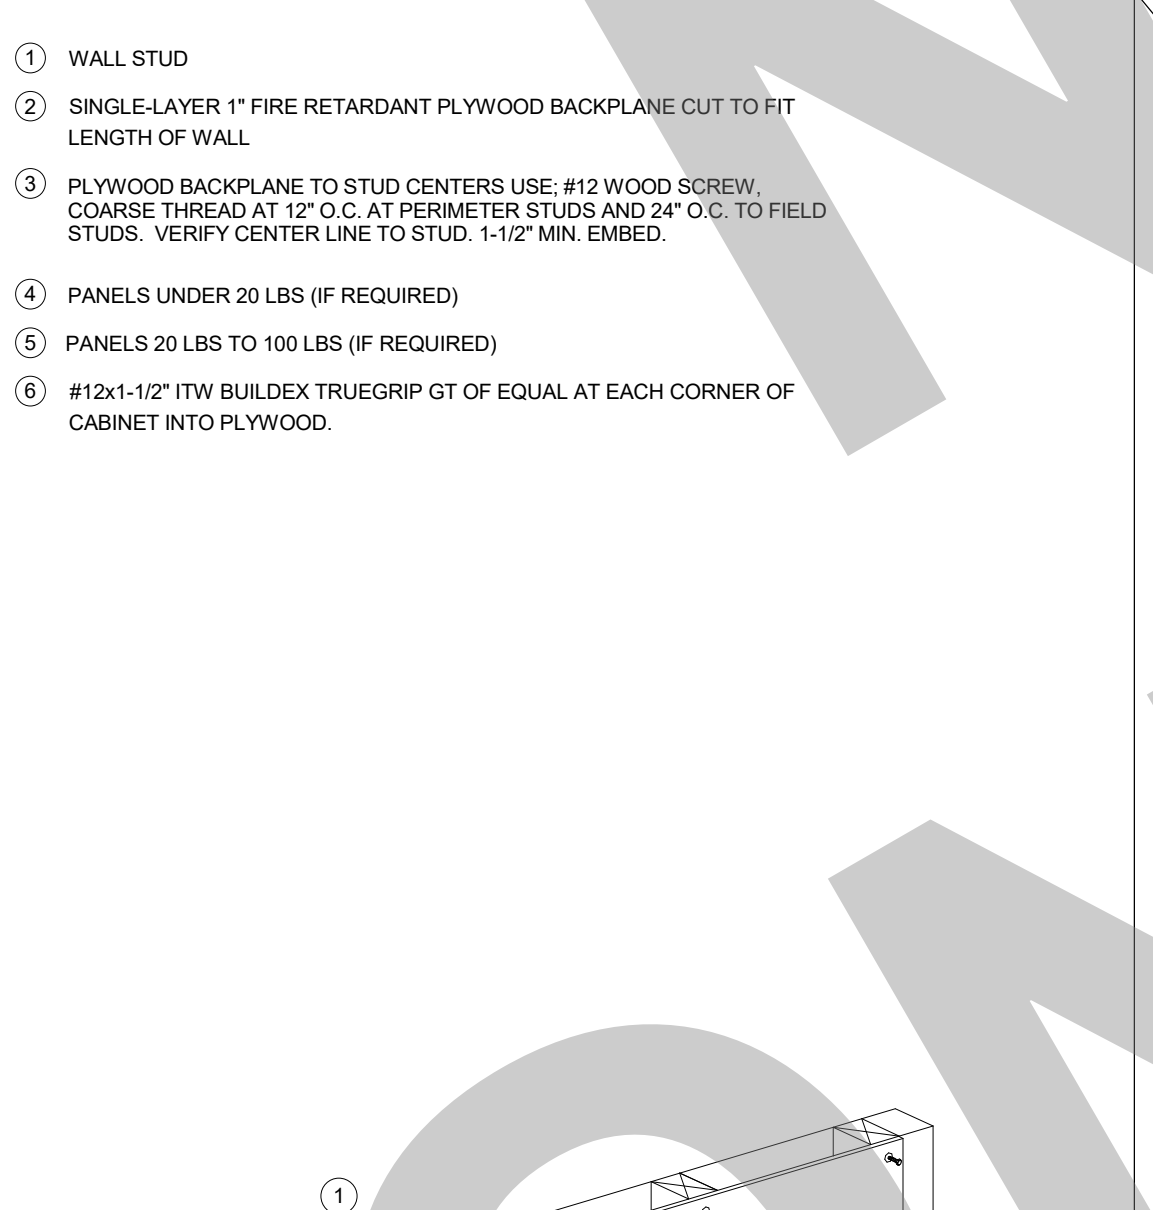 1 WALL STUD
2 SINGLE-LAYER 1" FIRE RETARDANT PLYWOOD BACKPLANE CUT TO FIT
LENGTH OF WALL
3 PLYWOOD BACKPLANE TO STUD CENTERS USE; #12 WOOD SCREW,
COARSE THREAD AT 12" O.C. AT PERIMETER STUDS AND 24" O.C. TO FIELD
STUDS. VERIFY CENTER LINE TO STUD. 1-1/2" MIN. EMBED.
4 PANELS UNDER 20 LBS (IF REQUIRED)
5 PANELS 20 LBS TO 100 LBS (IF REQUIRED)
6 #12x1-1/2" ITW BUILDEX TRUEGRIP GT OF EQUAL AT EACH CORNER OF
CABINET INTO PLYWOOD.
1